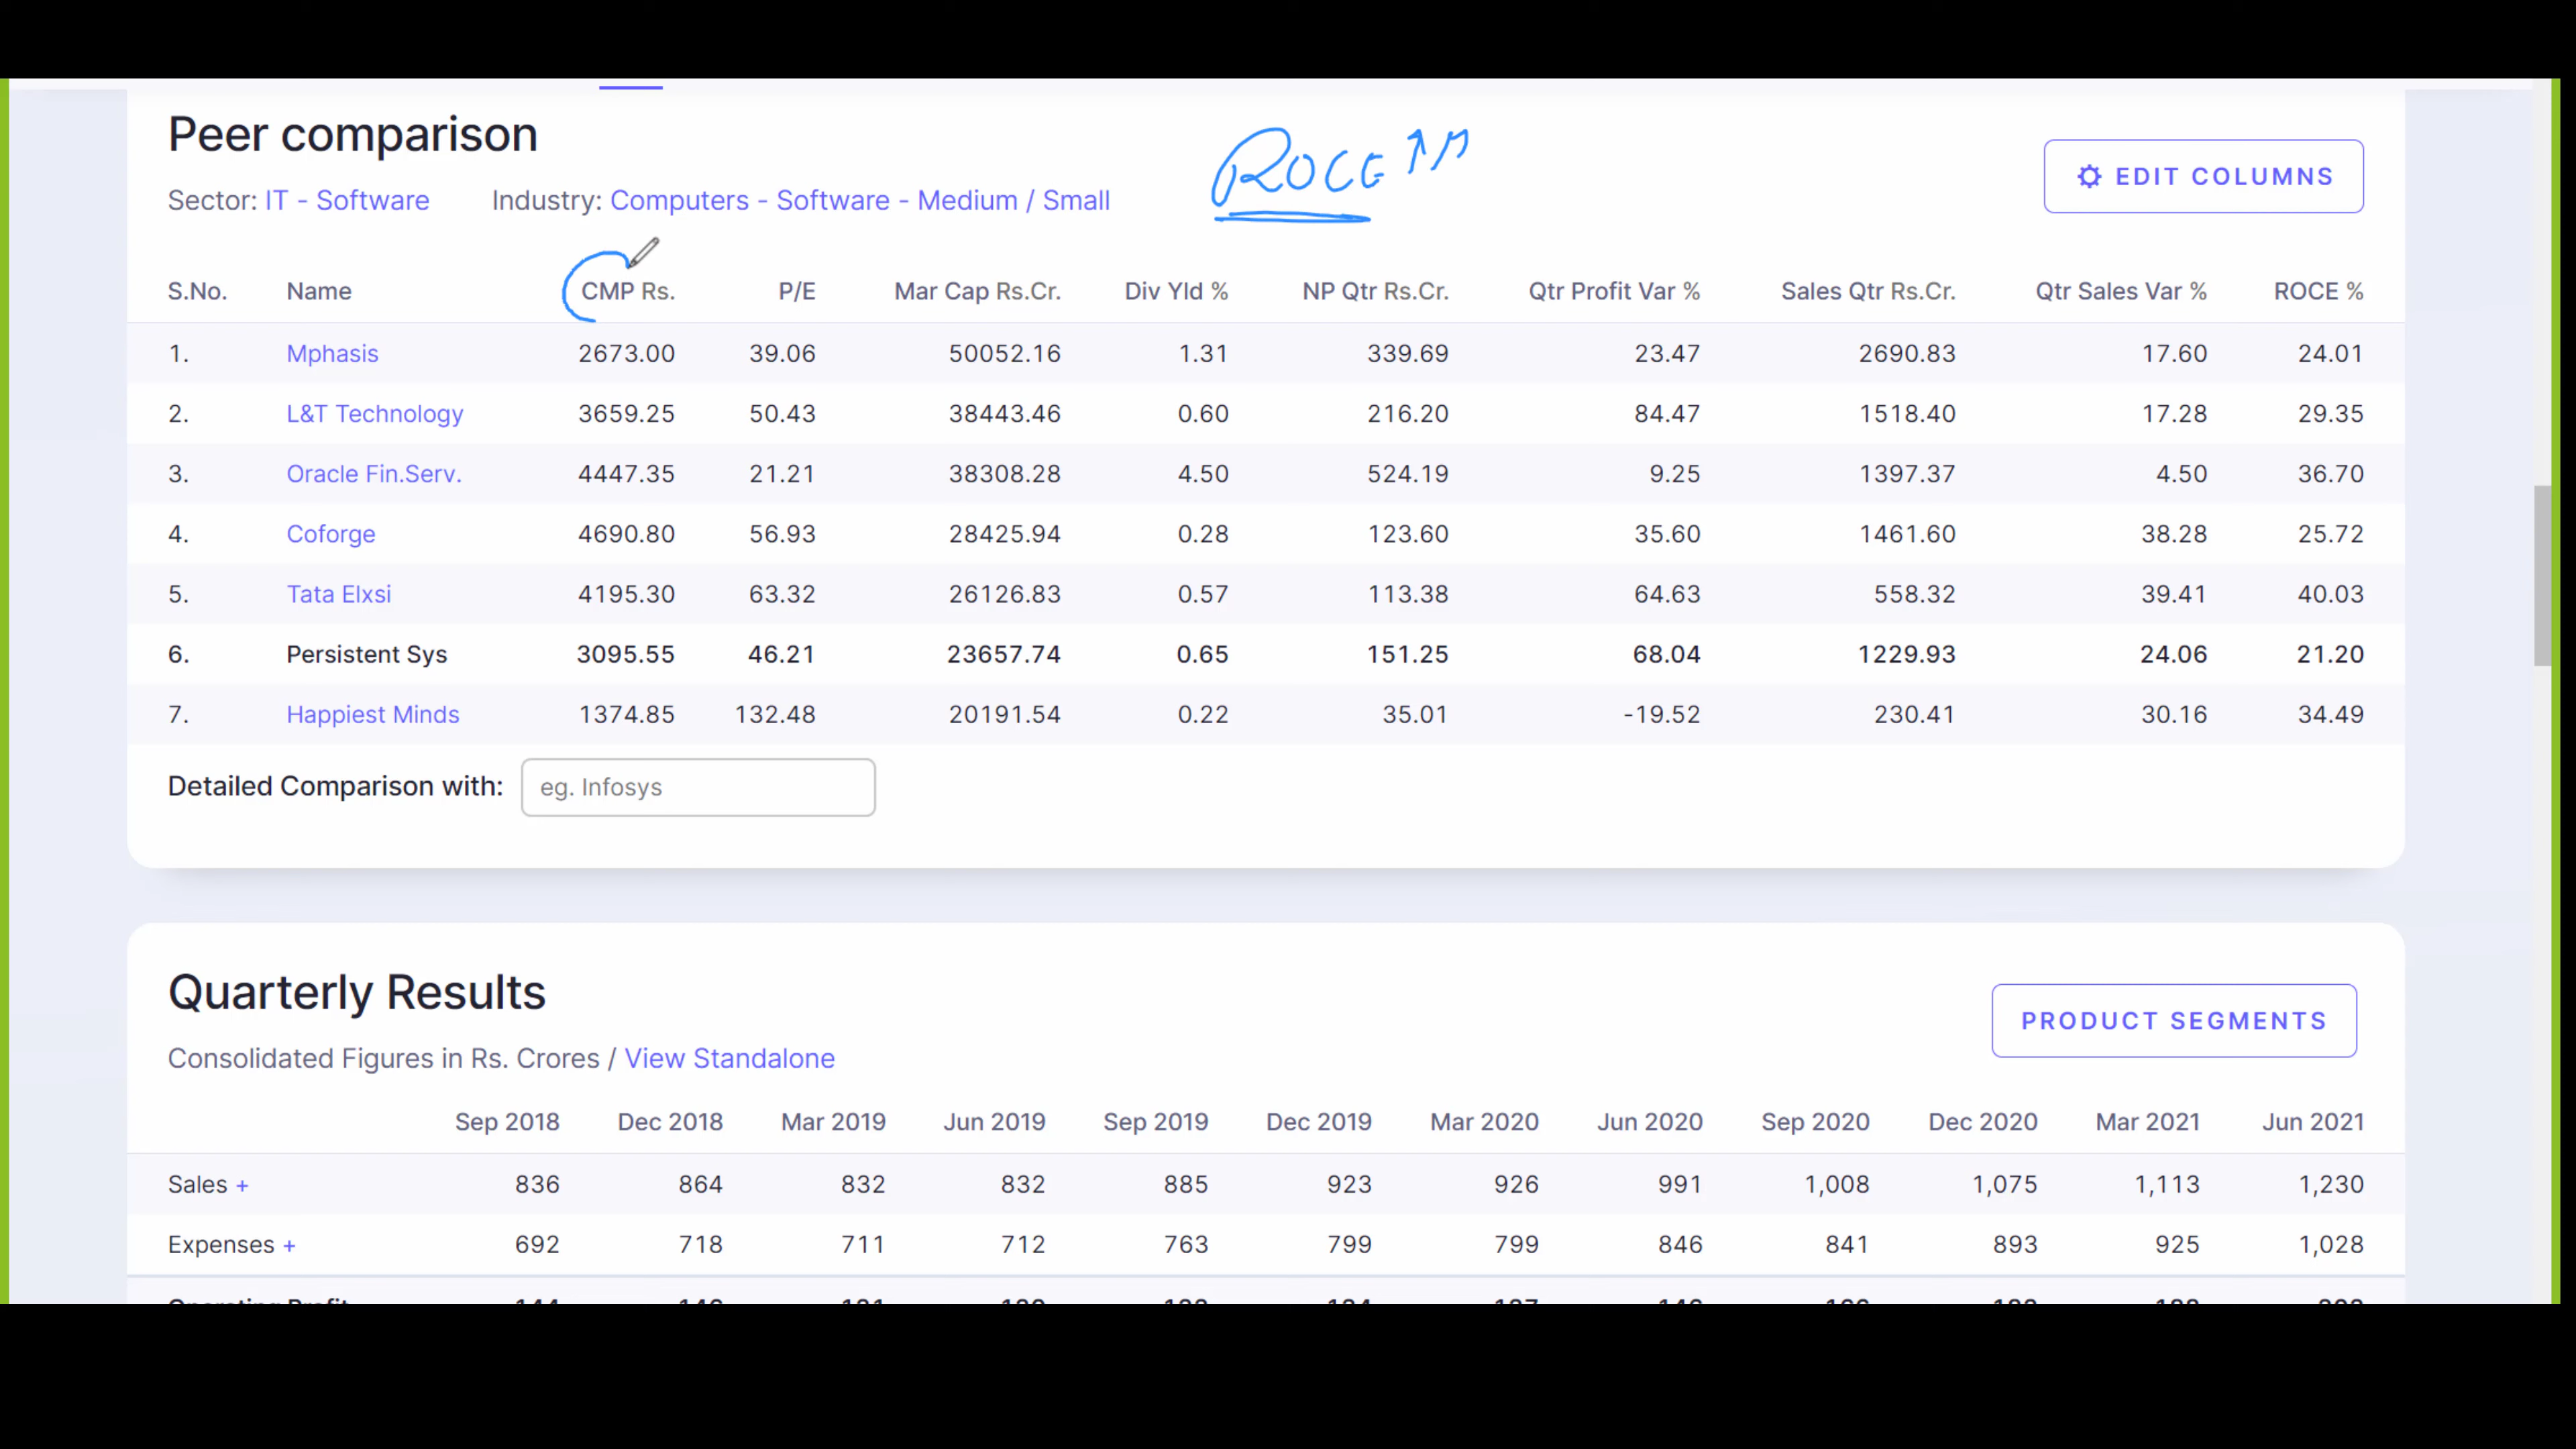 Peer comparison
ROCE
EDIT COLUMNS
Sector: IT - Software Industry: Computers - Software - Medium / Small
S.No. Name CMP Rs. P/E Mar Cap Rs.Cr. Div Yld % NP Qtr Rs.Cr. Qtr Profit Var % Sales Qtr Rs.Cr. Qtr Sales Var % ROCE %
1. Mphasis 2673.00 39.06 50052.16 1.31 339.69 23.47 2690.83 17.60 24.01
2. L&T Technology 3659.25 50.43 38443.46 0.60 216.20 84.47 1518.40 17.28 29.35
3. Oracle Fin.Serv. 4447.35 21.21 38308.28 4.50 524.19 9.25 1397.37 4.50 36.70
4. Coforge 4690.80 56.93 28425.94 0.28 123.60 35.60 1461.60 38.28 25.72
5. Tata Elxsi 4195.30 63.32 26126.83 0.57 113.38 64.63 558.32 39.41 40.03
6. Persistent Sys 3095.55 46.21 23657.74 0.65 151.25 68.04 1229.93 24.06 21.20
7. Happiest Minds 1374.85 132.48 20191.54 0.22 35.01 -19.52 230.41 30.16 34.49
Detailed Comparison with: eg. Infosys
Quarterly Results
PRODUCT SEGMENTS
Consolidated Figures in Rs. Crores / View Standalone
Sep 2018 Dec 2018 Mar 2019 Jun 2019 Sep 2019 Dec 2019 Mar 2020 Jun 2020 Sep 2020 Dec 2020 Mar 2021 Jun 2021
Sales + 836 864 832 832 885 923 926 991 1,008 1,075 1,113 1,230
Expenses + 692 718 711 712 763 799 799 846 841 893 925 1,028
Operating Profit